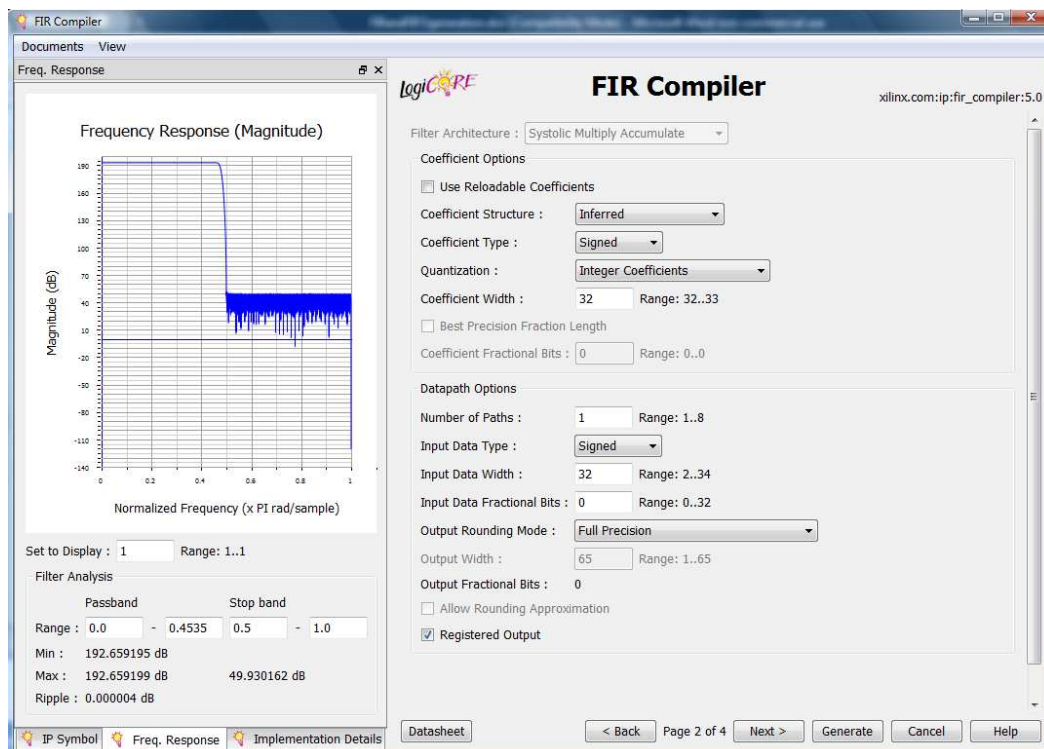 FIR Compiler
Documents View
Freq. Response
Frequency Response (Magnitude)
Magnitude (dB)
190
160
130
100
70
40
10
-20
-50
-80
-110
-140
0 0.2 0.4 0.6 0.8 1
Normalized Frequency (x PI rad/sample)
Set to Display : 1 Range: 1..1
Filter Analysis
Passband Stop band
Range : 0.0 - 0.4535 0.5 - 1.0
Min : 192.659195 dB
Max : 192.659199 dB 49.930162 dB
Ripple : 0.000004 dB
IP Symbol Freq. Response Implementation Details
LogiCORE
FIR Compiler
xilinx.com:ip:fir_compiler:5.0
Filter Architecture : Systolic Multiply Accumulate
Coefficient Options
Use Reloadable Coefficients
Coefficient Structure : Inferred
Coefficient Type : Signed
Quantization : Integer Coefficients
Coefficient Width : 32 Range: 32..33
Best Precision Fraction Length
Coefficient Fractional Bits : 0 Range: 0..0
Datapath Options
Number of Paths : 1 Range: 1..8
Input Data Type : Signed
Input Data Width : 32 Range: 2..34
Input Data Fractional Bits : 0 Range: 0..32
Output Rounding Mode : Full Precision
Output Width : 65 Range: 1..65
Output Fractional Bits : 0
Allow Rounding Approximation
Registered Output
Datasheet < Back Page 2 of 4 Next > Generate Cancel Help